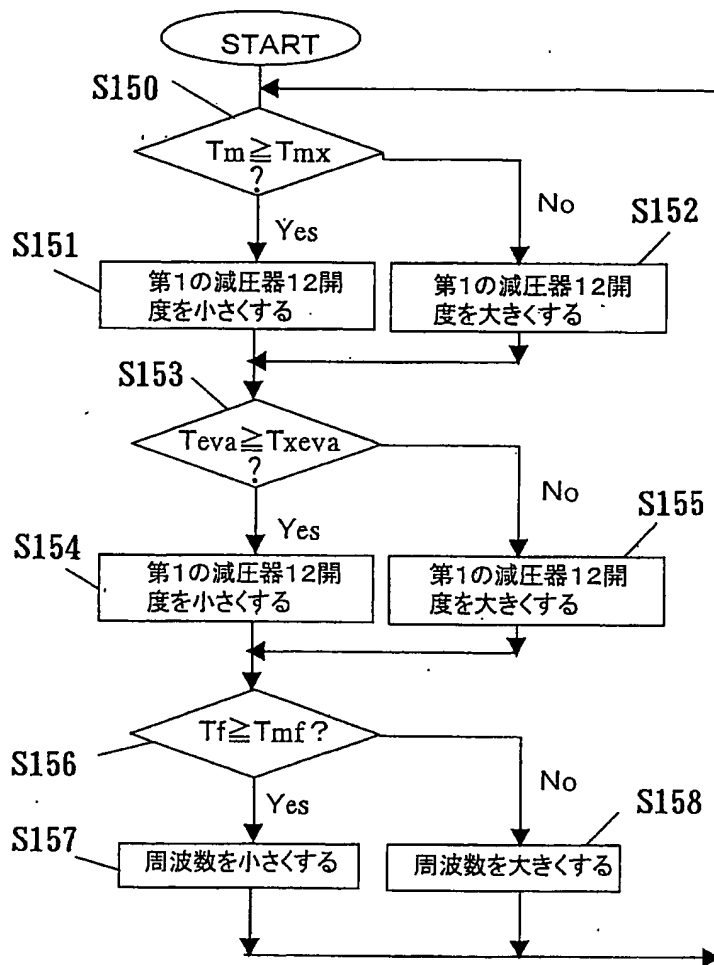 START
S150
Tm≧Tmx
?
Yes
No
S151
第1の減圧器12開
度を小さくする
S152
第1の減圧器12開
度を大きくする
S153
Teva≧Txeva
?
Yes
No
S154
第1の減圧器12開
度を小さくする
S155
第1の減圧器12開
度を大きくする
Tf≧Tmf?
S156
Yes
No
S157
周波数を小さくする
S158
周波数を大きくする